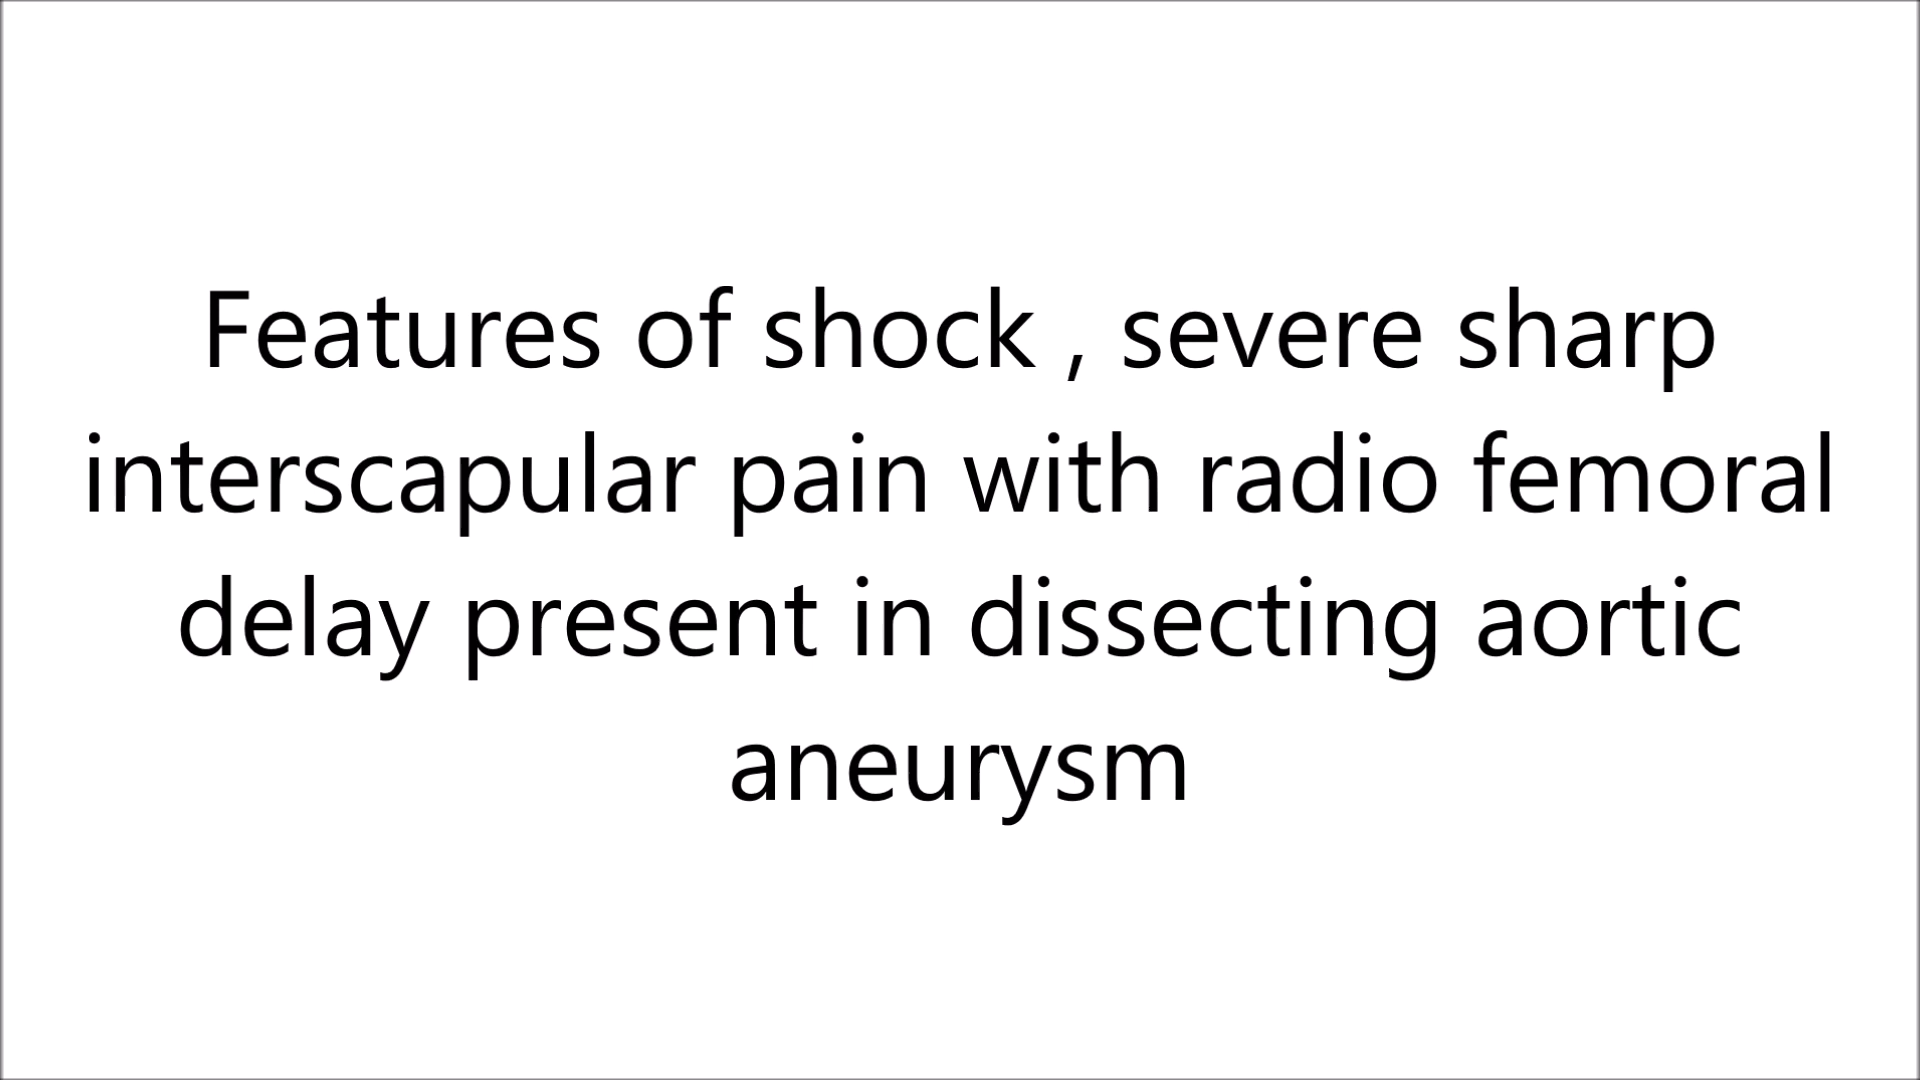 Features of shock , severe sharp
interscapular pain with radio femoral
delay present in dissecting aortic
aneurysm